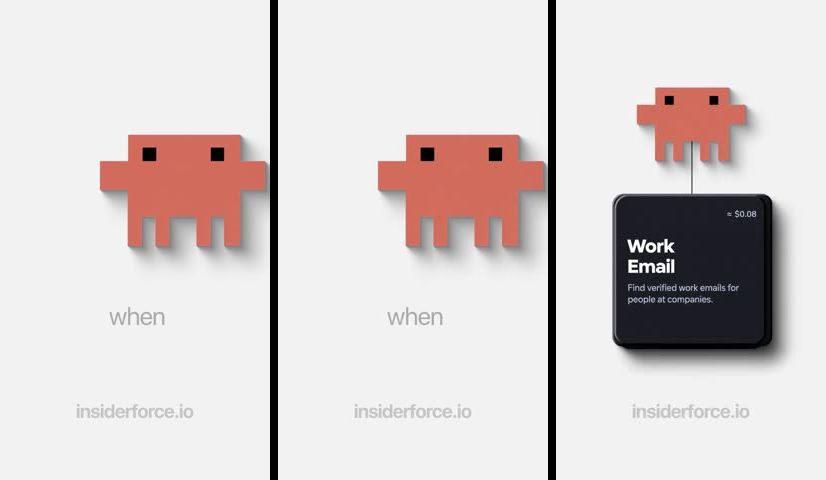 when
insiderforce.io
when
insiderforce.io
≈ $0.08
Work
Email
Find verified work emails for
people at companies.
insiderforce.io